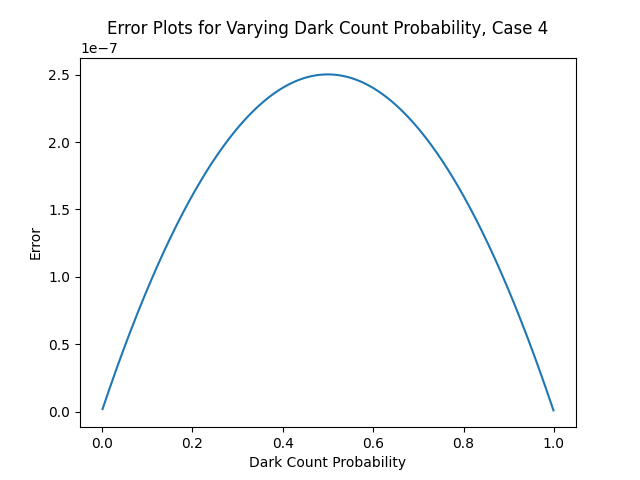 Error Plots for Varying Dark Count Probability, Case 4
1e−7
2.5
2.0
1.5
1.0
0.5
0.0
Error
0.0 0.2 0.4 0.6 0.8 1.0
Dark Count Probability